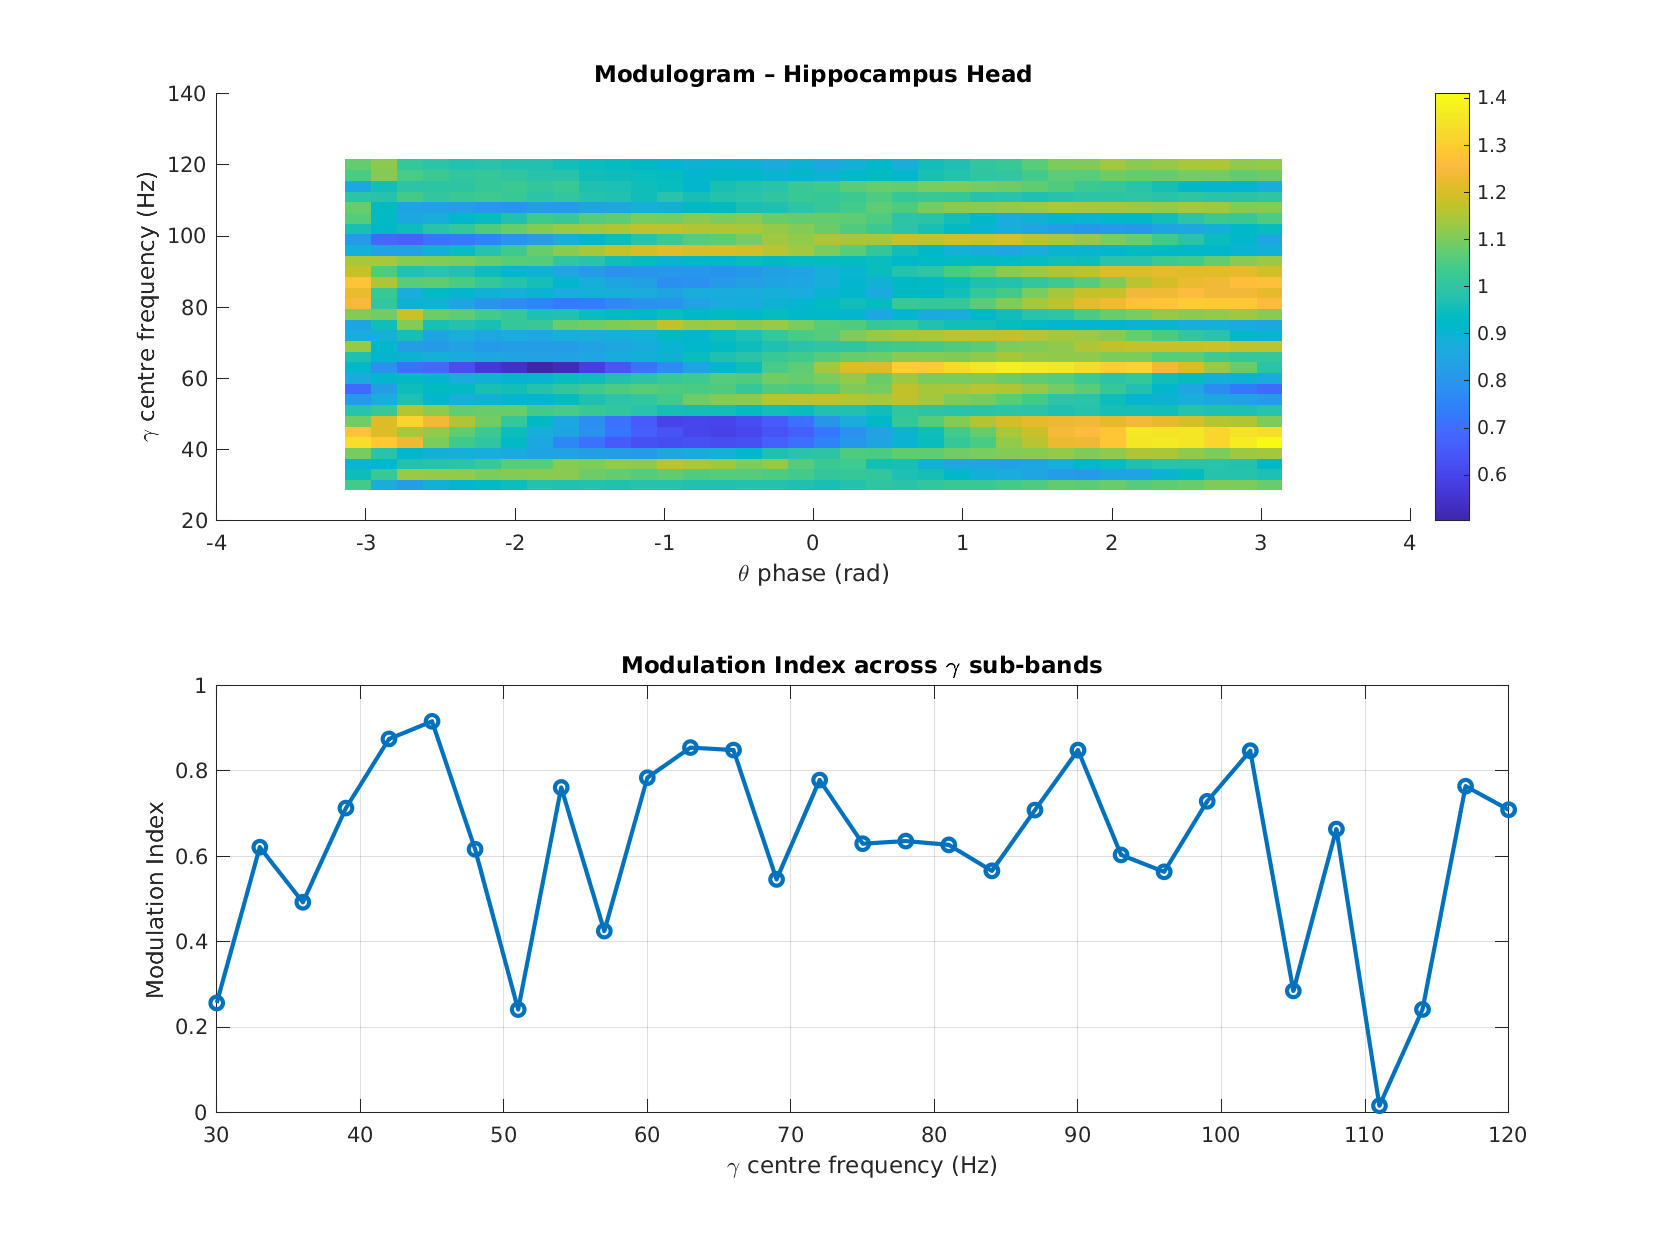 Modulogram – Hippocampus Head
140
120
100
80
60
40
20
γ centre frequency (Hz)
-4 -3 -2 -1 0 1 2 3 4
θ phase (rad)
1.4
1.3
1.2
1.1
1
0.9
0.8
0.7
0.6
Modulation Index across γ sub-bands
1
0.8
0.6
0.4
0.2
0
Modulation Index
30 40 50 60 70 80 90 100 110 120
γ centre frequency (Hz)